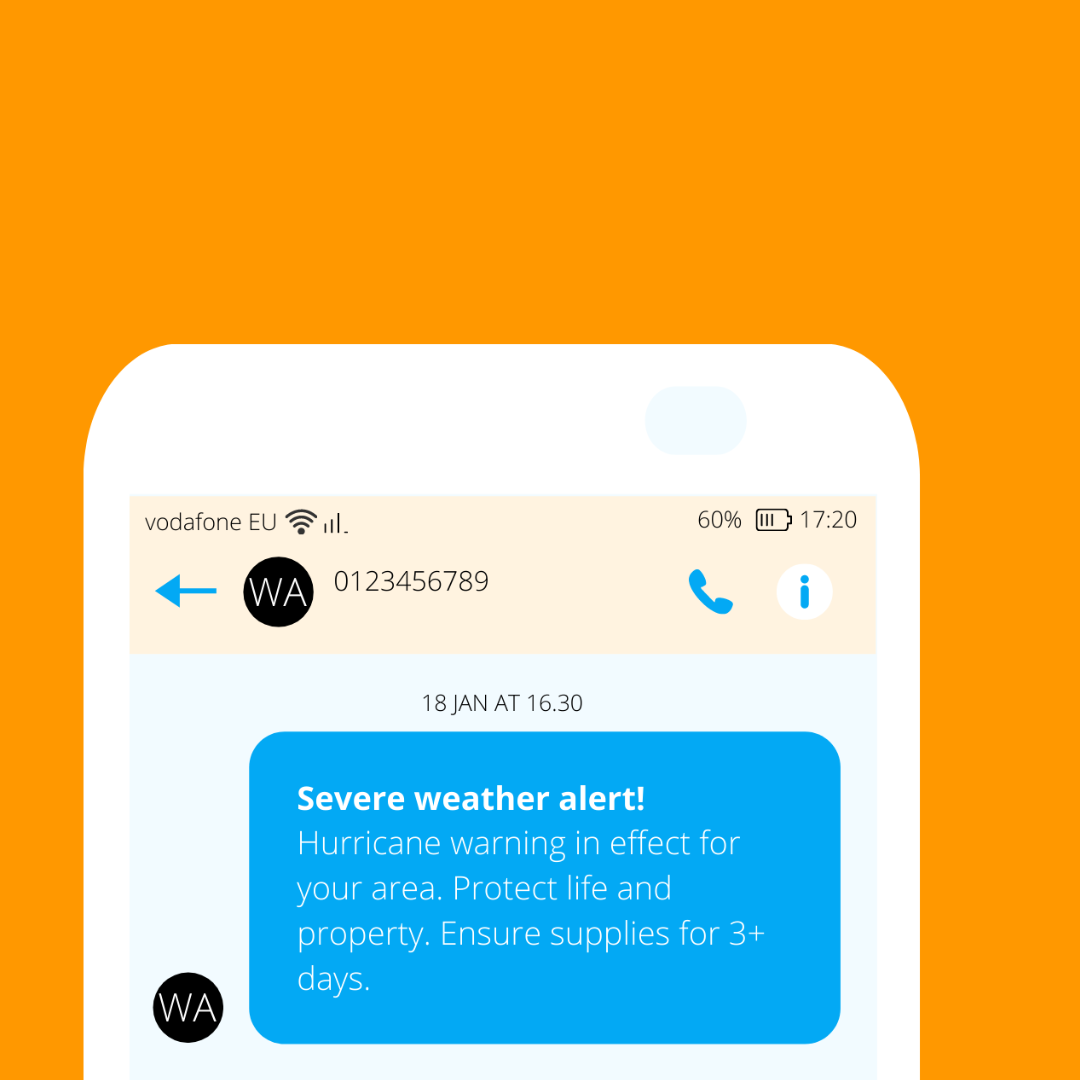 vodafone EU 60% 17:20
WA 0123456789
18 JAN AT 16.30
Severe weather alert!
Hurricane warning in effect for
your area. Protect life and
property. Ensure supplies for 3+
days.
WA